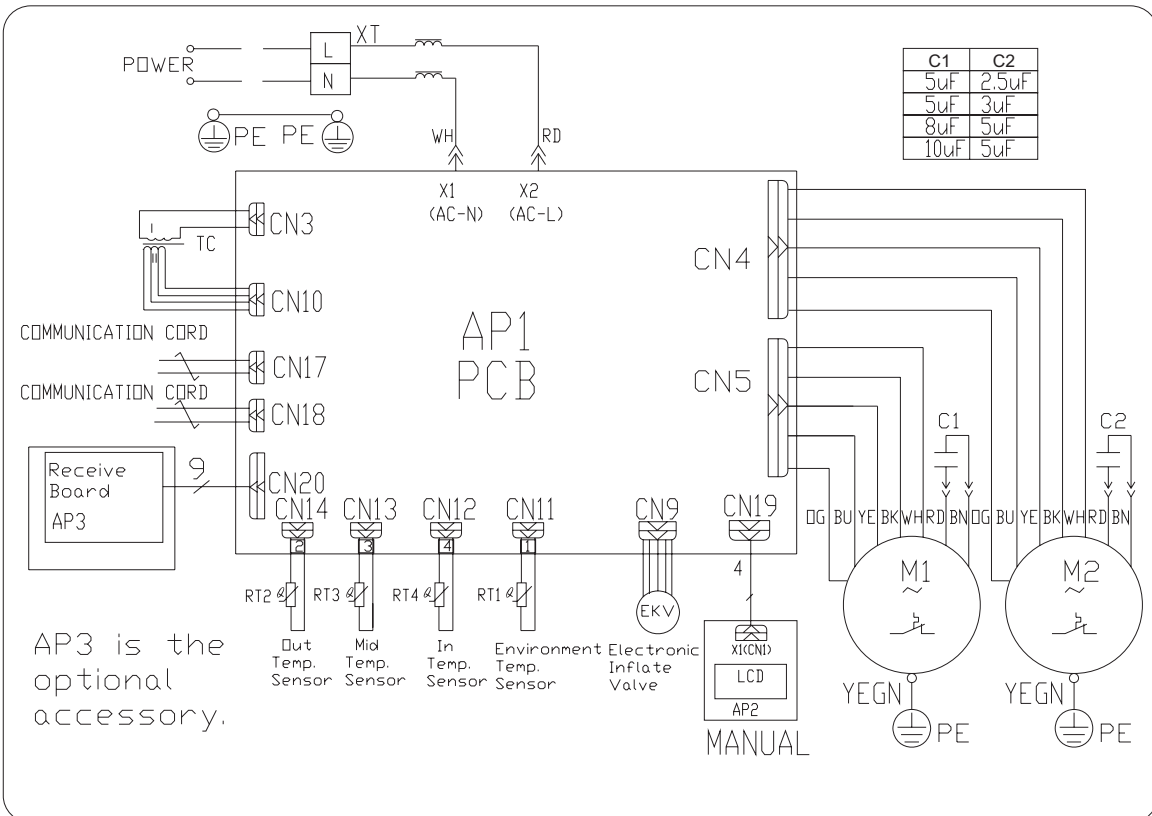 POWER
L
N
XT
PE PE
WH
RD
X1
(AC-N)
X2
(AC-L)
C1 C2
5uF 2.5uF
5uF 3uF
8uF 5uF
10uF 5uF
CN3
TC
I
II
CN10
COMMUNICATION CORD
CN17
COMMUNICATION CORD
CN18
CN20
9
Receive
Board
AP3
AP1
PCB
CN4
CN5
CN14
CN13
CN12
CN11
CN9
CN19
2
3
4
1
4
RT2
RT3
RT4
RT1
EKV
Out
Temp.
Sensor
Mid
Temp.
Sensor
In
Temp.
Sensor
Environment
Temp.
Sensor
Electronic
Inflate
Valve
X1(CN1)
LCD
AP2
MANUAL
C1
C2
OG BU YE BK WH RD BN
OG BU YE BK WH RD BN
M1
~
M2
~
YEGN
PE
YEGN
PE
AP3 is the
optional
accessory.